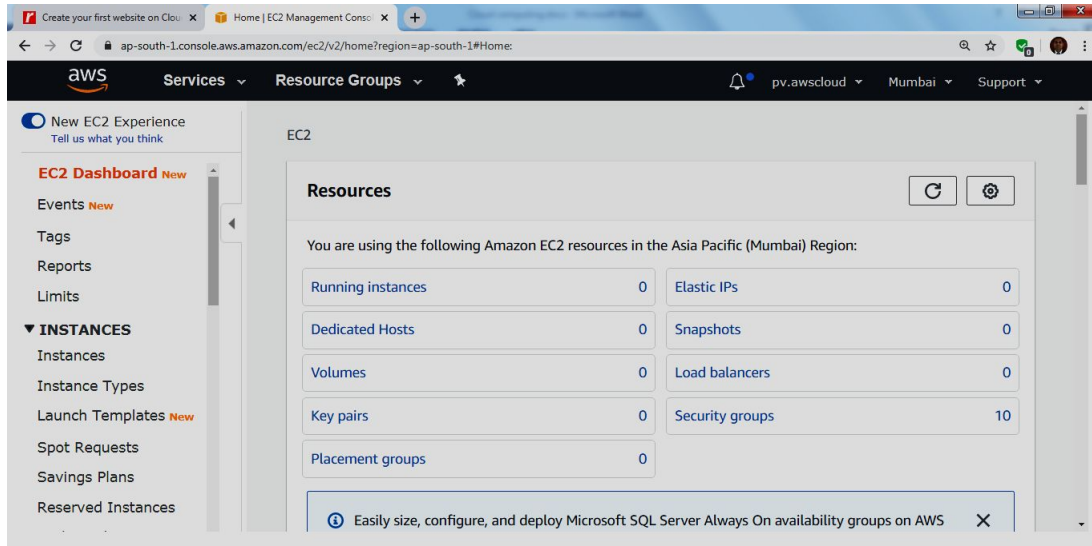 Create your first website on Clou
Home | EC2 Management Conso
ap-south-1.console.aws.amazon.com/ec2/v2/home?region=ap-south-1#Home:
aws Services Resource Groups pv.awscloud Mumbai Support
New EC2 Experience
Tell us what you think
EC2 Dashboard New
Events New
Tags
Reports
Limits
INSTANCES
Instances
Instance Types
Launch Templates New
Spot Requests
Savings Plans
Reserved Instances
EC2
Resources
You are using the following Amazon EC2 resources in the Asia Pacific (Mumbai) Region:
Running instances 0
Elastic IPs 0
Dedicated Hosts 0
Snapshots 0
Volumes 0
Load balancers 0
Key pairs 0
Security groups 10
Placement groups 0
Easily size, configure, and deploy Microsoft SQL Server Always On availability groups on AWS